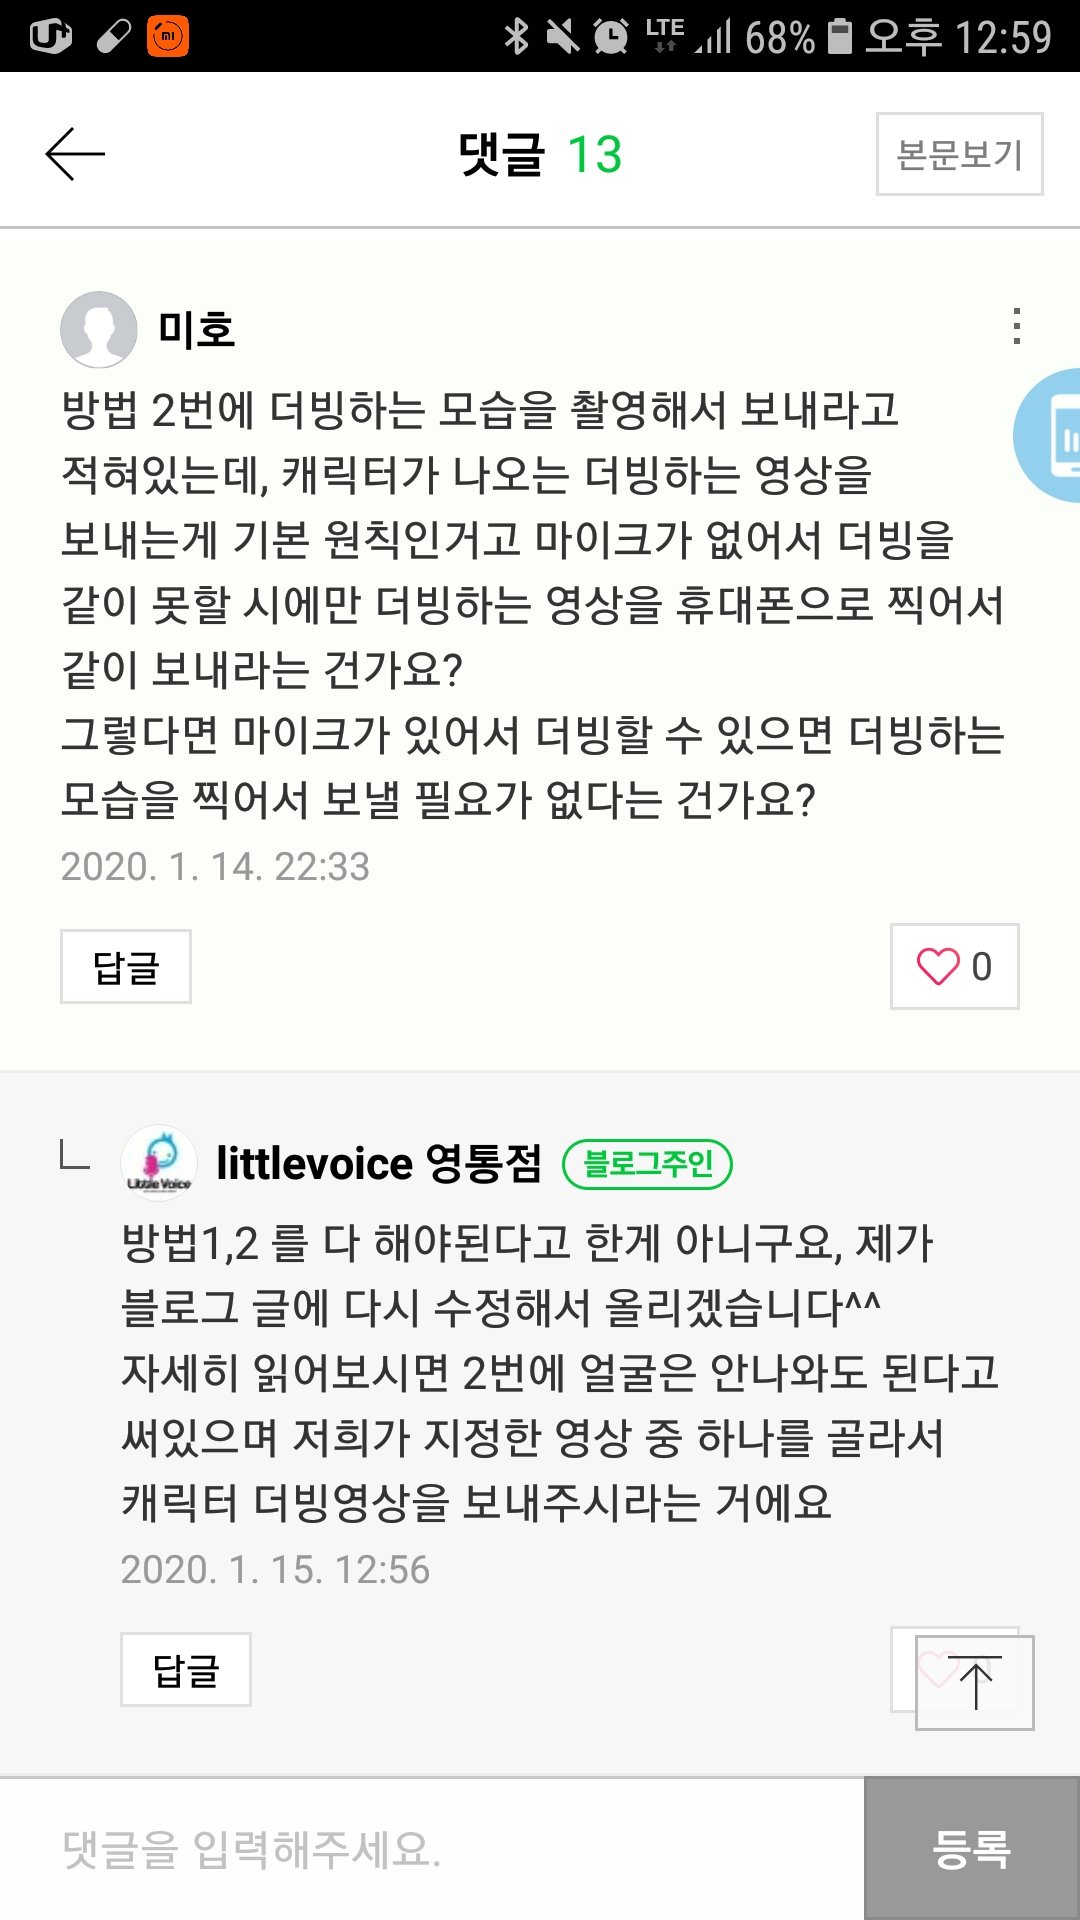 LTE 68% 오후 12:59
댓글 13 본문보기
미호
방법 2번에 더빙하는 모습을 촬영해서 보내라고
적혀있는데, 캐릭터가 나오는 더빙하는 영상을
보내는게 기본 원칙인거고 마이크가 없어서 더빙을
같이 못할 시에만 더빙하는 영상을 휴대폰으로 찍어서
같이 보내라는 건가요?
그렇다면 마이크가 있어서 더빙할 수 있으면 더빙하는
모습을 찍어서 보낼 필요가 없다는 건가요?
2020. 1. 14. 22:33
답글 0
Little Voice
littlevoice 영통점 블로그주인
방법1,2 를 다 해야된다고 한게 아니구요, 제가
블로그 글에 다시 수정해서 올리겠습니다^^
자세히 읽어보시면 2번에 얼굴은 안나와도 된다고
써있으며 저희가 지정한 영상 중 하나를 골라서
캐릭터 더빙영상을 보내주시라는 거에요
2020. 1. 15. 12:56
답글
댓글을 입력해주세요. 등록